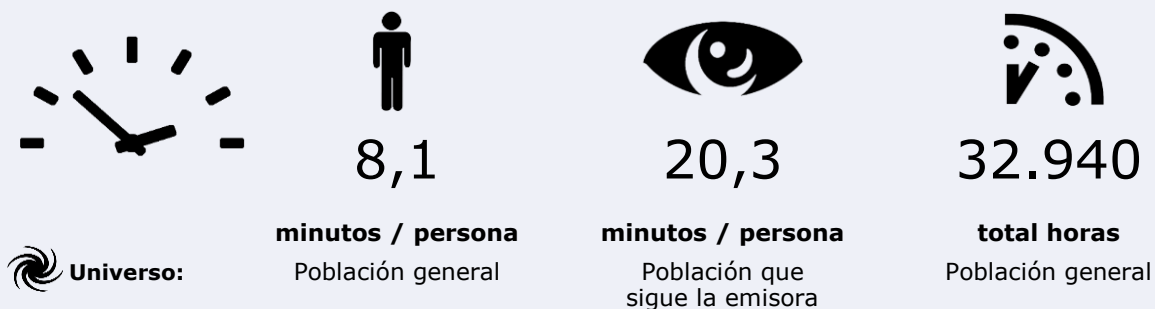 8,1
20,3
32.940
minutos / persona
minutos / persona
total horas
Universo:
Población general
Población que
sigue la emisora
Población general